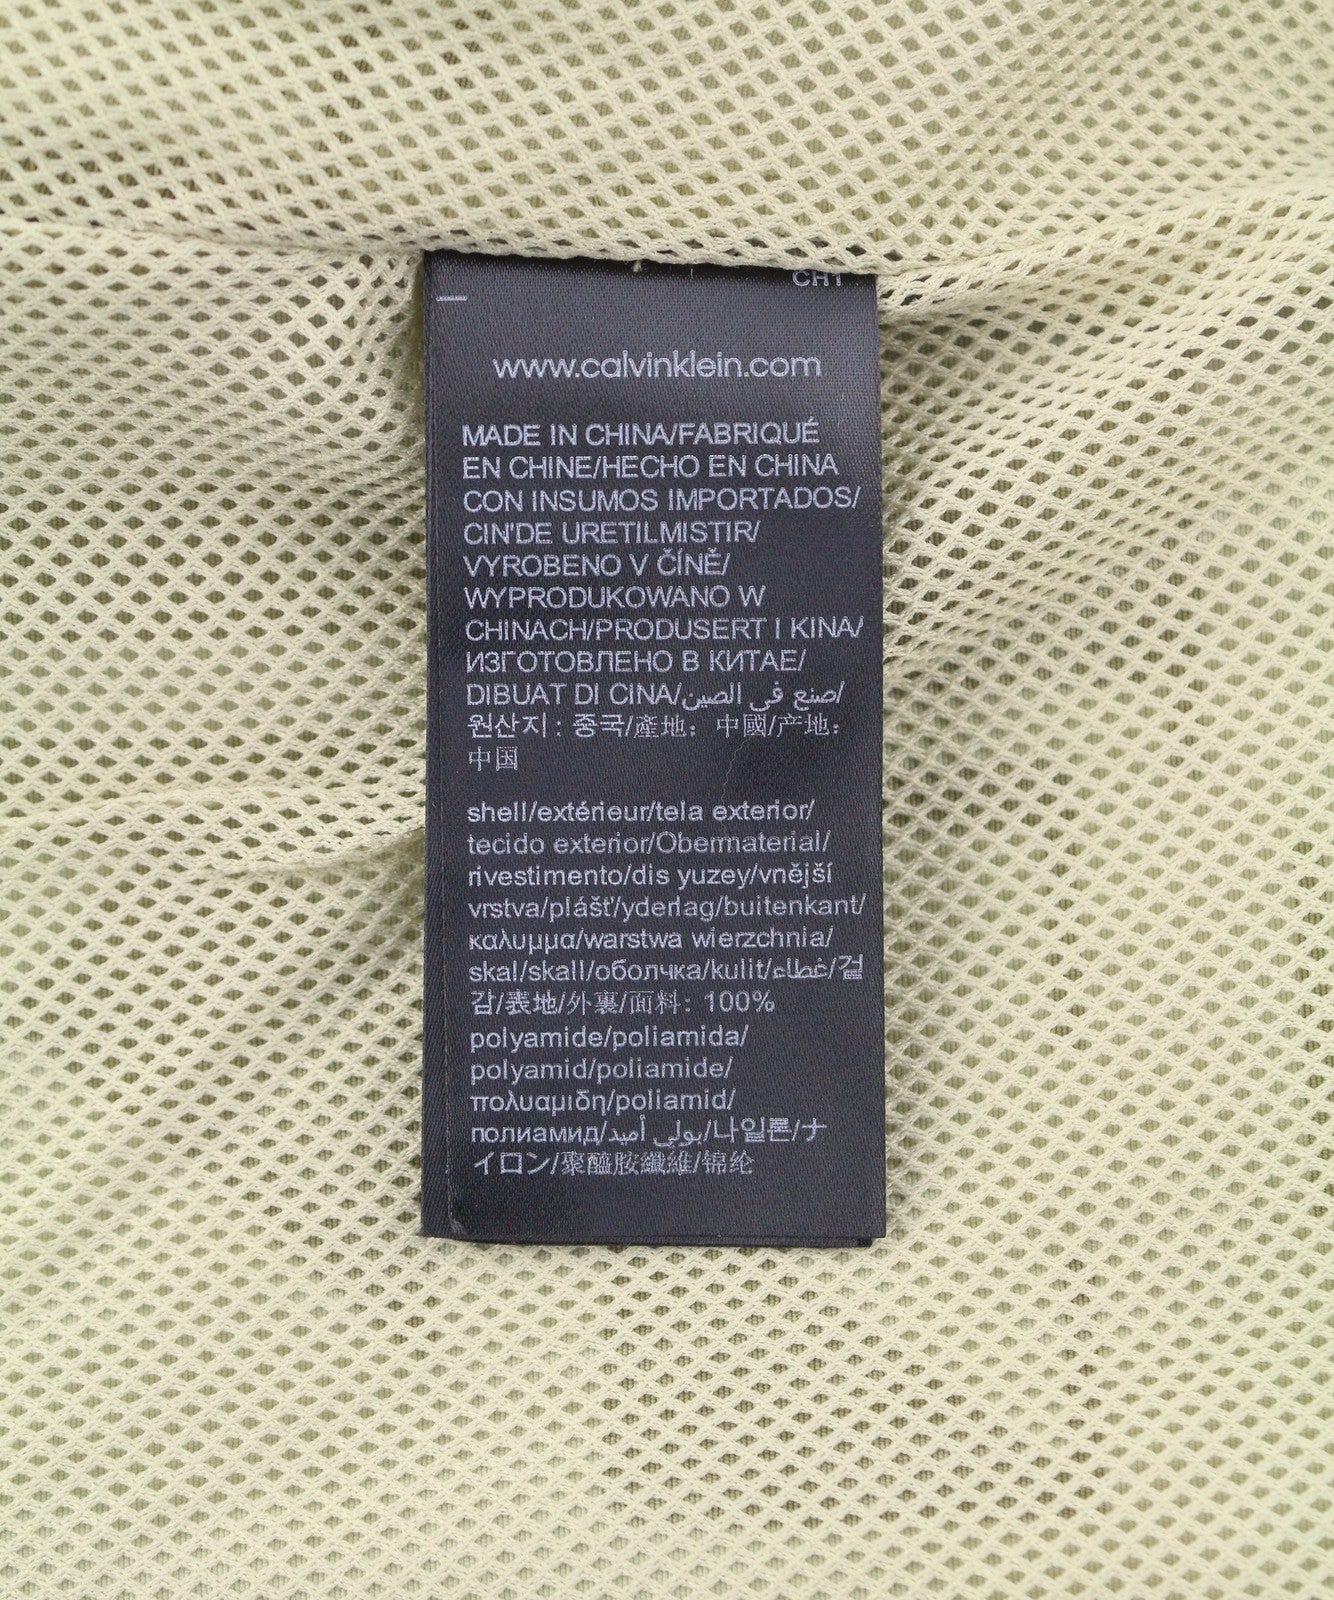 CH1
www.calvinklein.com
MADE IN CHINA/FABRIQUÉ
EN CHINE/HECHO EN CHINA
CON INSUMOS IMPORTADOS/
CIN'DE URETILMISTIR/
VYROBENO V ČÍNĚ/
WYPRODUKOWANO W
CHINACH/PRODUSERT I KINA/
ИЗГОТОВЛЕНО В КИТАЕ/
DIBUAT DI CINA/صنع في الصين/
원산지 : 중국/產地：中國/产地：
中国
shell/extérieur/tela exterior/
tecido exterior/Obermaterial/
rivestimento/dis yuzey/vnější
vrstva/plášt'/yderlag/buitenkant/
καλυμμα/warstwa wierzchnia/
skal/skall/оболчка/kulit/غطاء/겉
감/表地/外裏/面料：100%
polyamide/poliamida/
polyamid/poliamide/
πολυαμιδη/poliamid/
полиамид/بولي أميد/나일론/ナ
イロン/聚醯胺纖維/锦纶